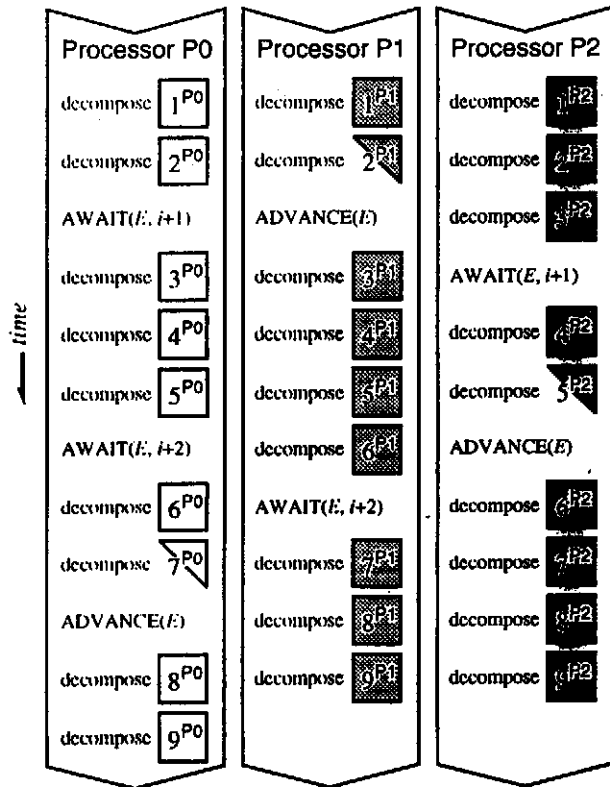 time
Processor P0
decompose 1P0
decompose 2P0
AWAIT(E, i+1)
decompose 3P0
decompose 4P0
decompose 5P0
AWAIT(E, i+2)
decompose 6P0
decompose 7P0
ADVANCE(E)
decompose 8P0
decompose 9P0
Processor P1
decompose 1P1
decompose 2P1
ADVANCE(E)
decompose 3P1
decompose 4P1
decompose 5P1
decompose 6P1
AWAIT(E, i+2)
decompose 7P1
decompose 8P1
decompose 9P1
Processor P2
decompose 1P2
decompose 2P2
decompose 3P2
AWAIT(E, i+1)
decompose 4P2
decompose 5P2
ADVANCE(E)
decompose 6P2
decompose 7P2
decompose P2
decompose P2